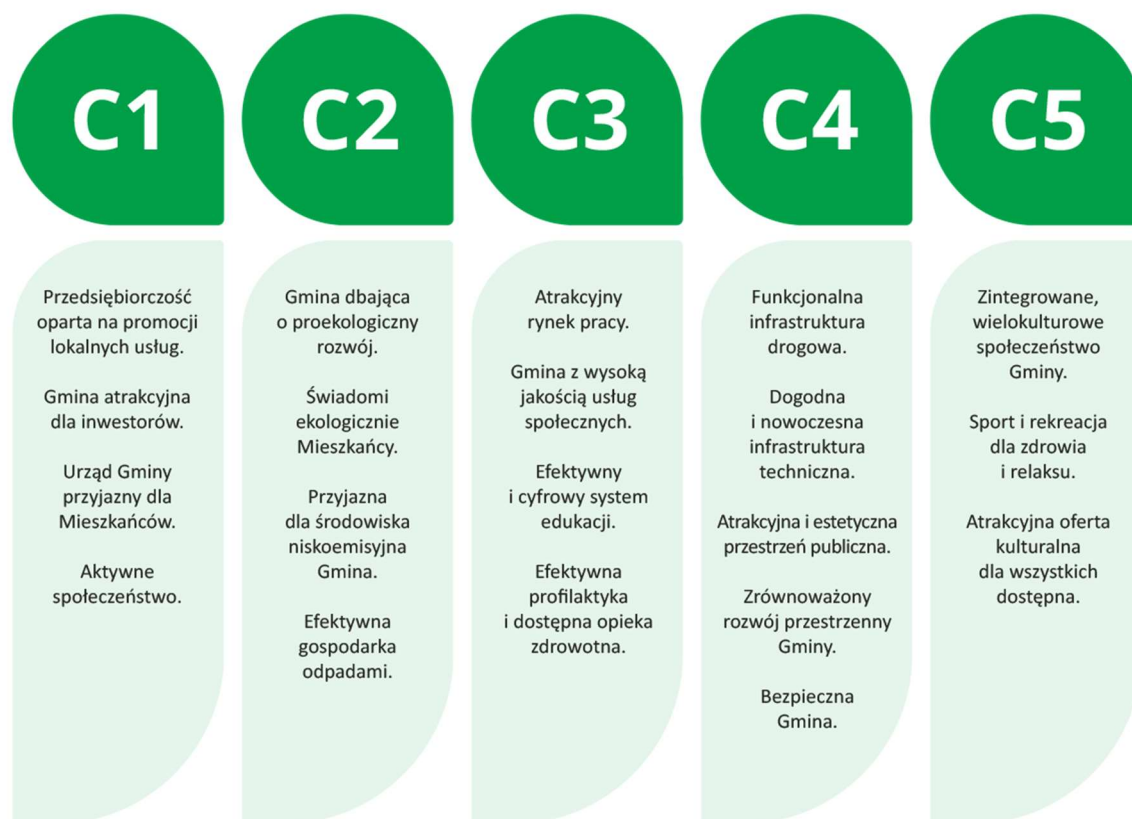 C1
Przedsiębiorczość
oparta na promocji
lokalnych usług.
Gmina atrakcyjna
dla inwestorów.
Urząd Gminy
przyjazny dla
Mieszkańców.
Aktywne
społeczeństwo.
C2
Gmina dbająca
o proekologiczny
rozwój.
Świadomi
ekologicznie
Mieszkańcy.
Przyjazna
dla środowiska
niskoemisyjna
Gmina.
Efektywna
gospodarka
odpadami.
C3
Atrakcyjny
rynek pracy.
Gmina z wysoką
jakością usług
społecznych.
Efektywny
i cyfrowy system
edukacji.
Efektywna
profilaktyka
i dostępna opieka
zdrowotna.
C4
Funkcjonalna
infrastruktura
drogowa.
Dogodna
i nowoczesna
infrastruktura
techniczna.
Atrakcyjna i estetyczna
przestrzeń publiczna.
Zrównoważony
rozwój przestrzenny
Gminy.
Bezpieczna
Gmina.
C5
Zintegrowane,
wielokulturowe
społeczeństwo
Gminy.
Sport i rekreacja
dla zdrowia
i relaksu.
Atrakcyjna oferta
kulturalna
dla wszystkich
dostępna.